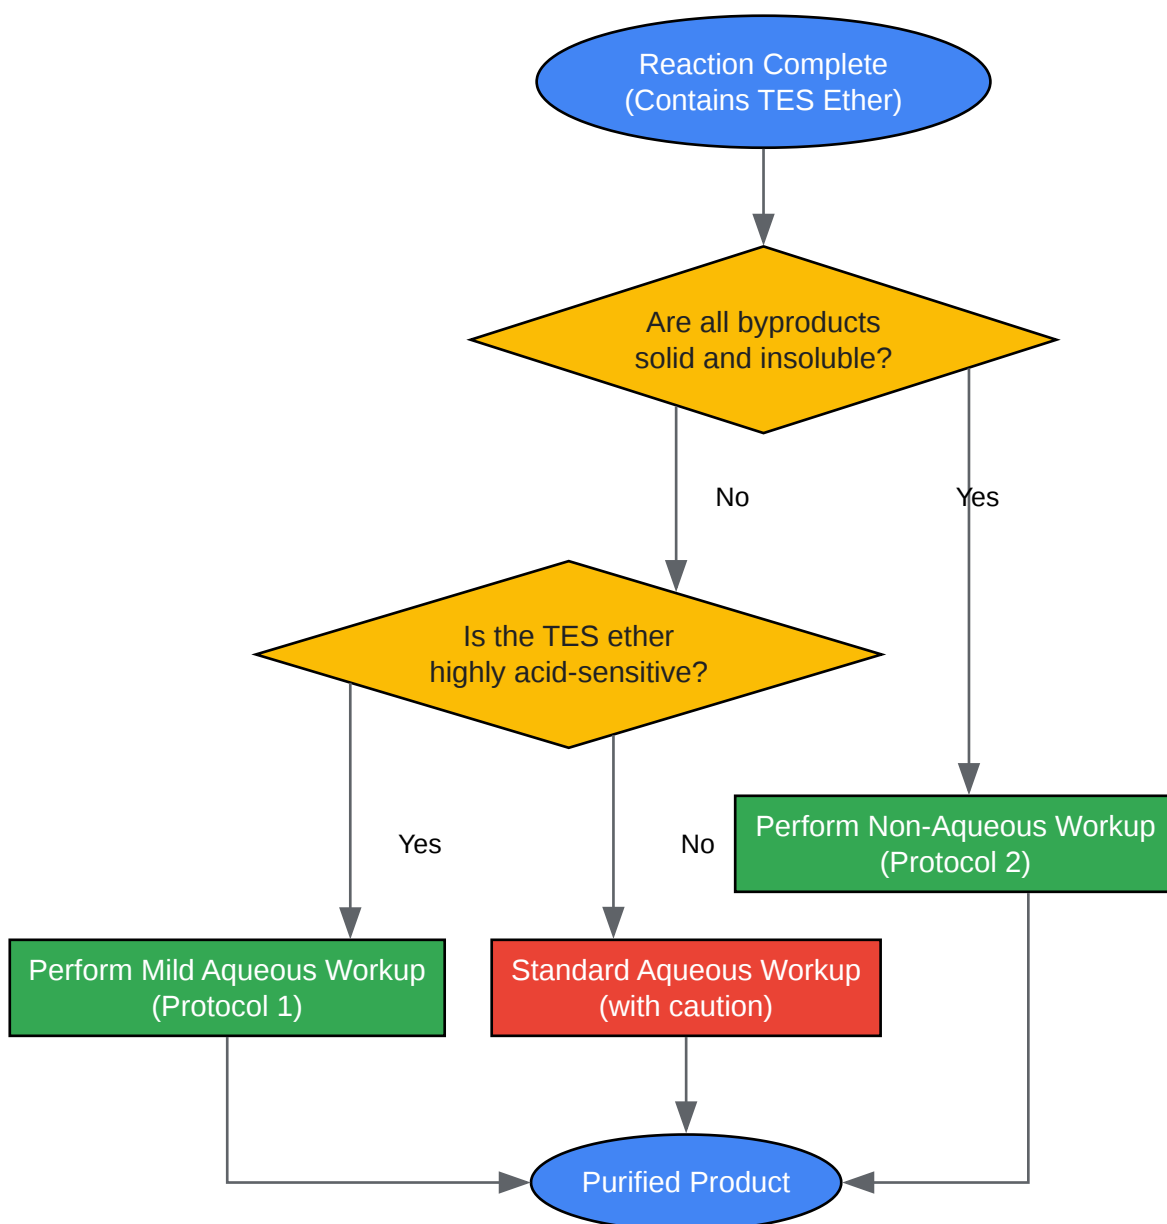 Reaction Complete
(Contains TES Ether)
Are all byproducts
solid and insoluble?
No
Yes
Is the TES ether
highly acid-sensitive?
Yes
No
Perform Non-Aqueous Workup
(Protocol 2)
Perform Mild Aqueous Workup
(Protocol 1)
Standard Aqueous Workup
(with caution)
Purified Product